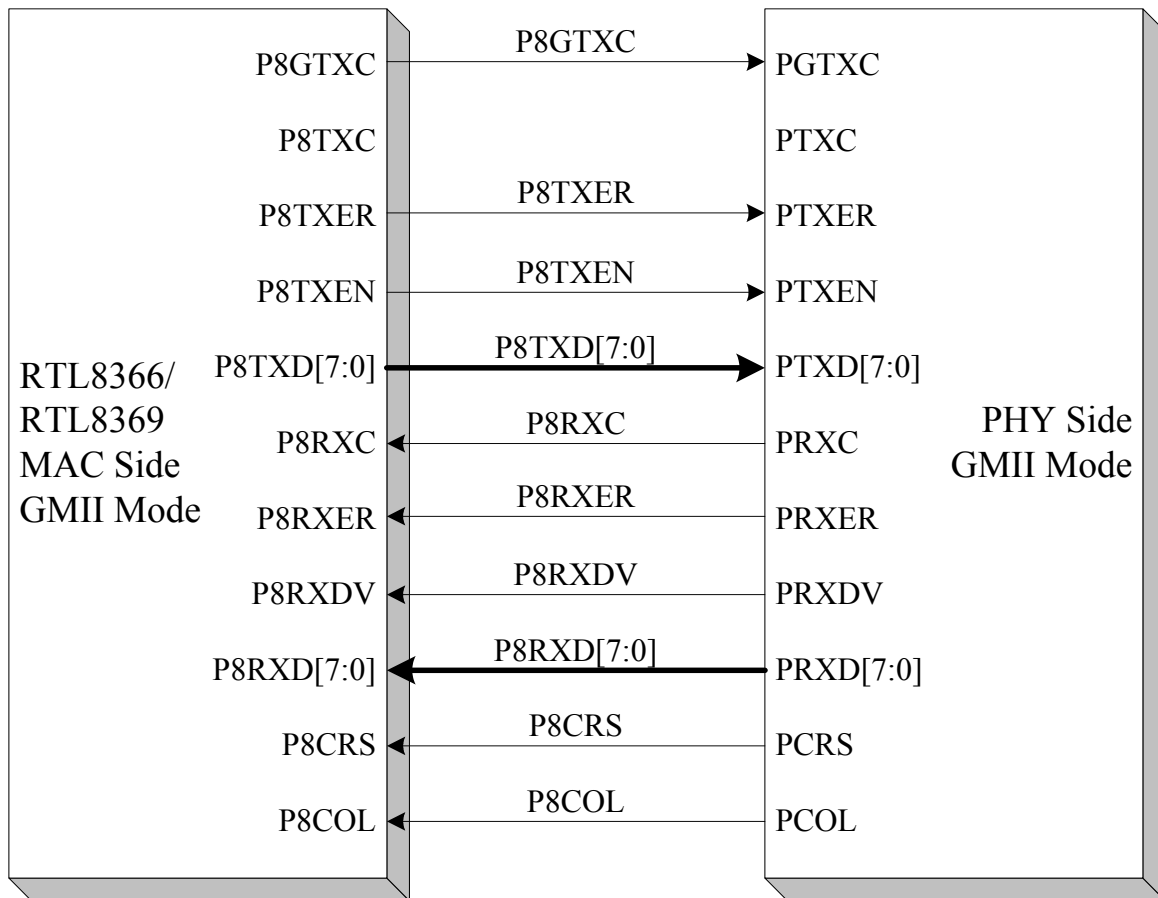 P8GTXC P8GTXC PGTXC
P8TXC PTXC
P8TXER P8TXER PTXER
P8TXEN P8TXEN PTXEN
P8TXD[7:0] P8TXD[7:0] PTXD[7:0]
P8RXC P8RXC PRXC
P8RXER P8RXER PRXER
P8RXDV P8RXDV PRXDV
P8RXD[7:0] P8RXD[7:0] PRXD[7:0]
P8CRS P8CRS PCRS
P8COL P8COL PCOL
RTL8366/
RTL8369
MAC Side
GMII Mode
PHY Side
GMII Mode